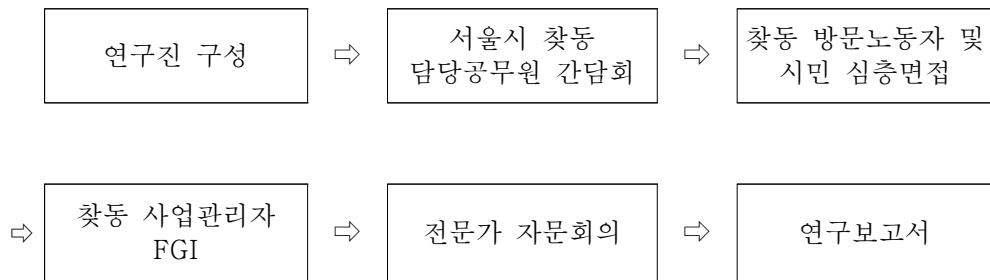 연구진 구성
⇨
서울시 찾동
담당공무원 간담회
⇨
찾동 방문노동자 및
시민 심층면접
⇨
찾동 사업관리자
FGI
⇨
전문가 자문회의
⇨
연구보고서